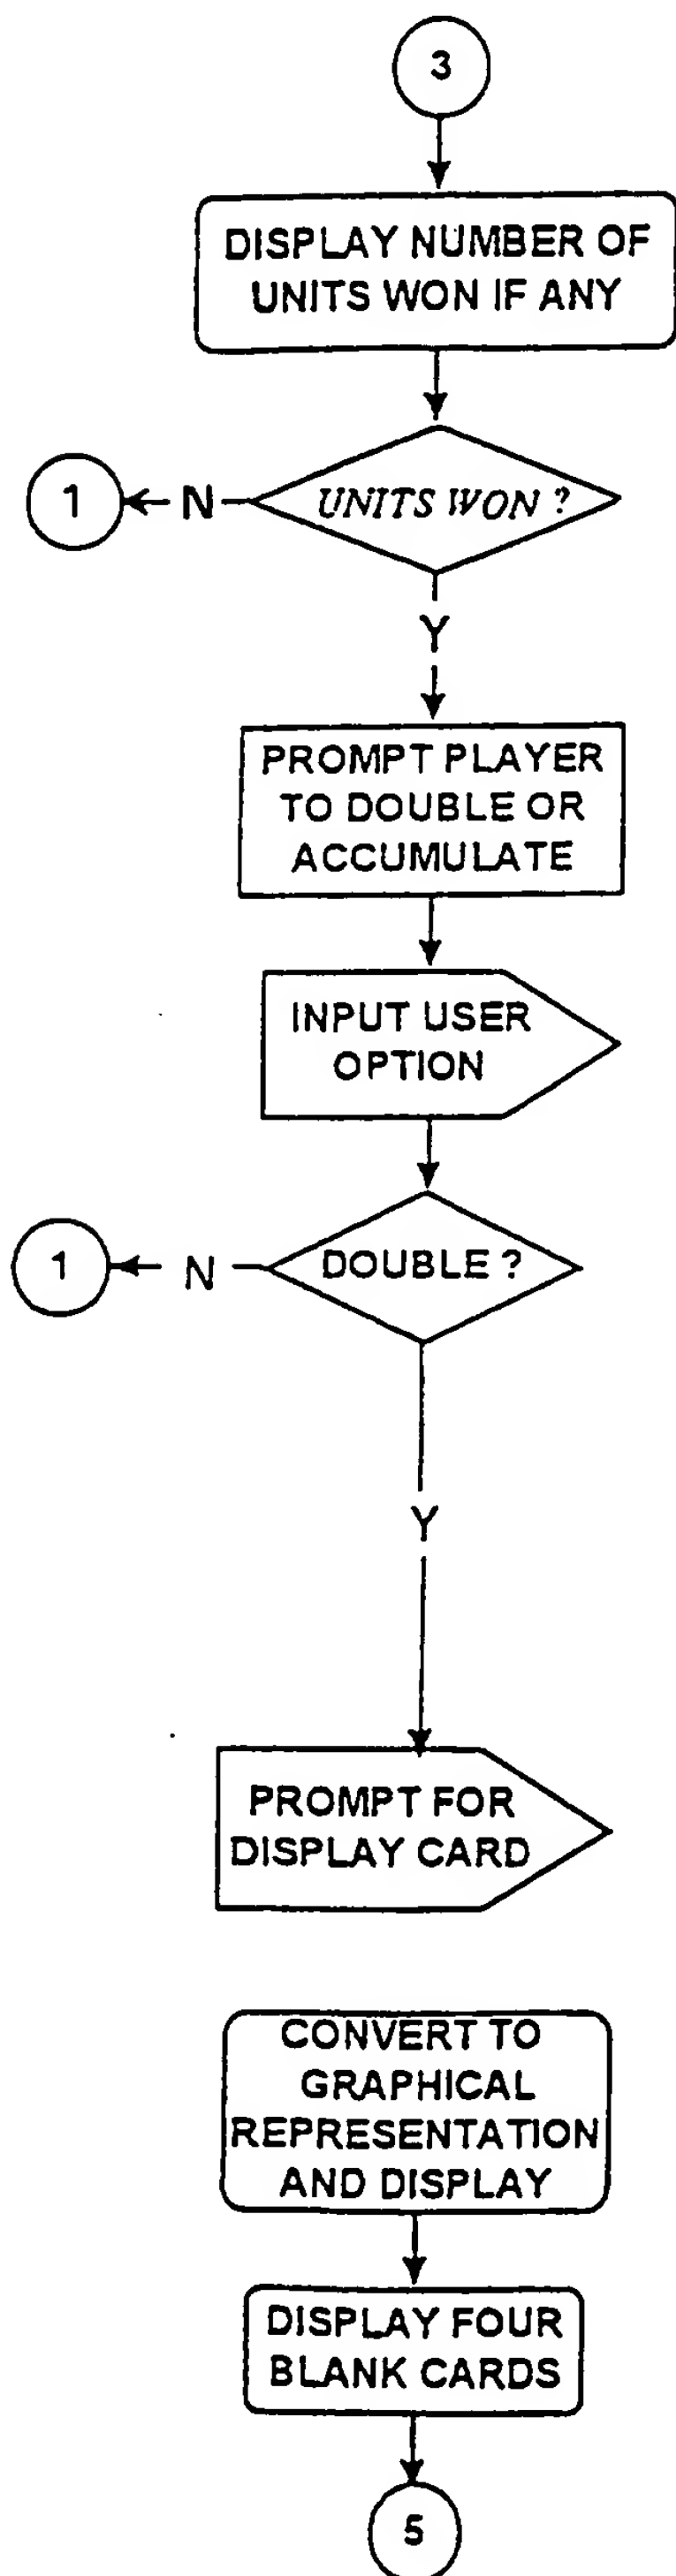 3
DISPLAY NUMBER OF
UNITS WON IF ANY
1 N UNITS WON ?
Y
PROMPT PLAYER
TO DOUBLE OR
ACCUMULATE
INPUT USER
OPTION
1 N DOUBLE ?
Y
PROMPT FOR
DISPLAY CARD
CONVERT TO
GRAPHICAL
REPRESENTATION
AND DISPLAY
DISPLAY FOUR
BLANK CARDS
5